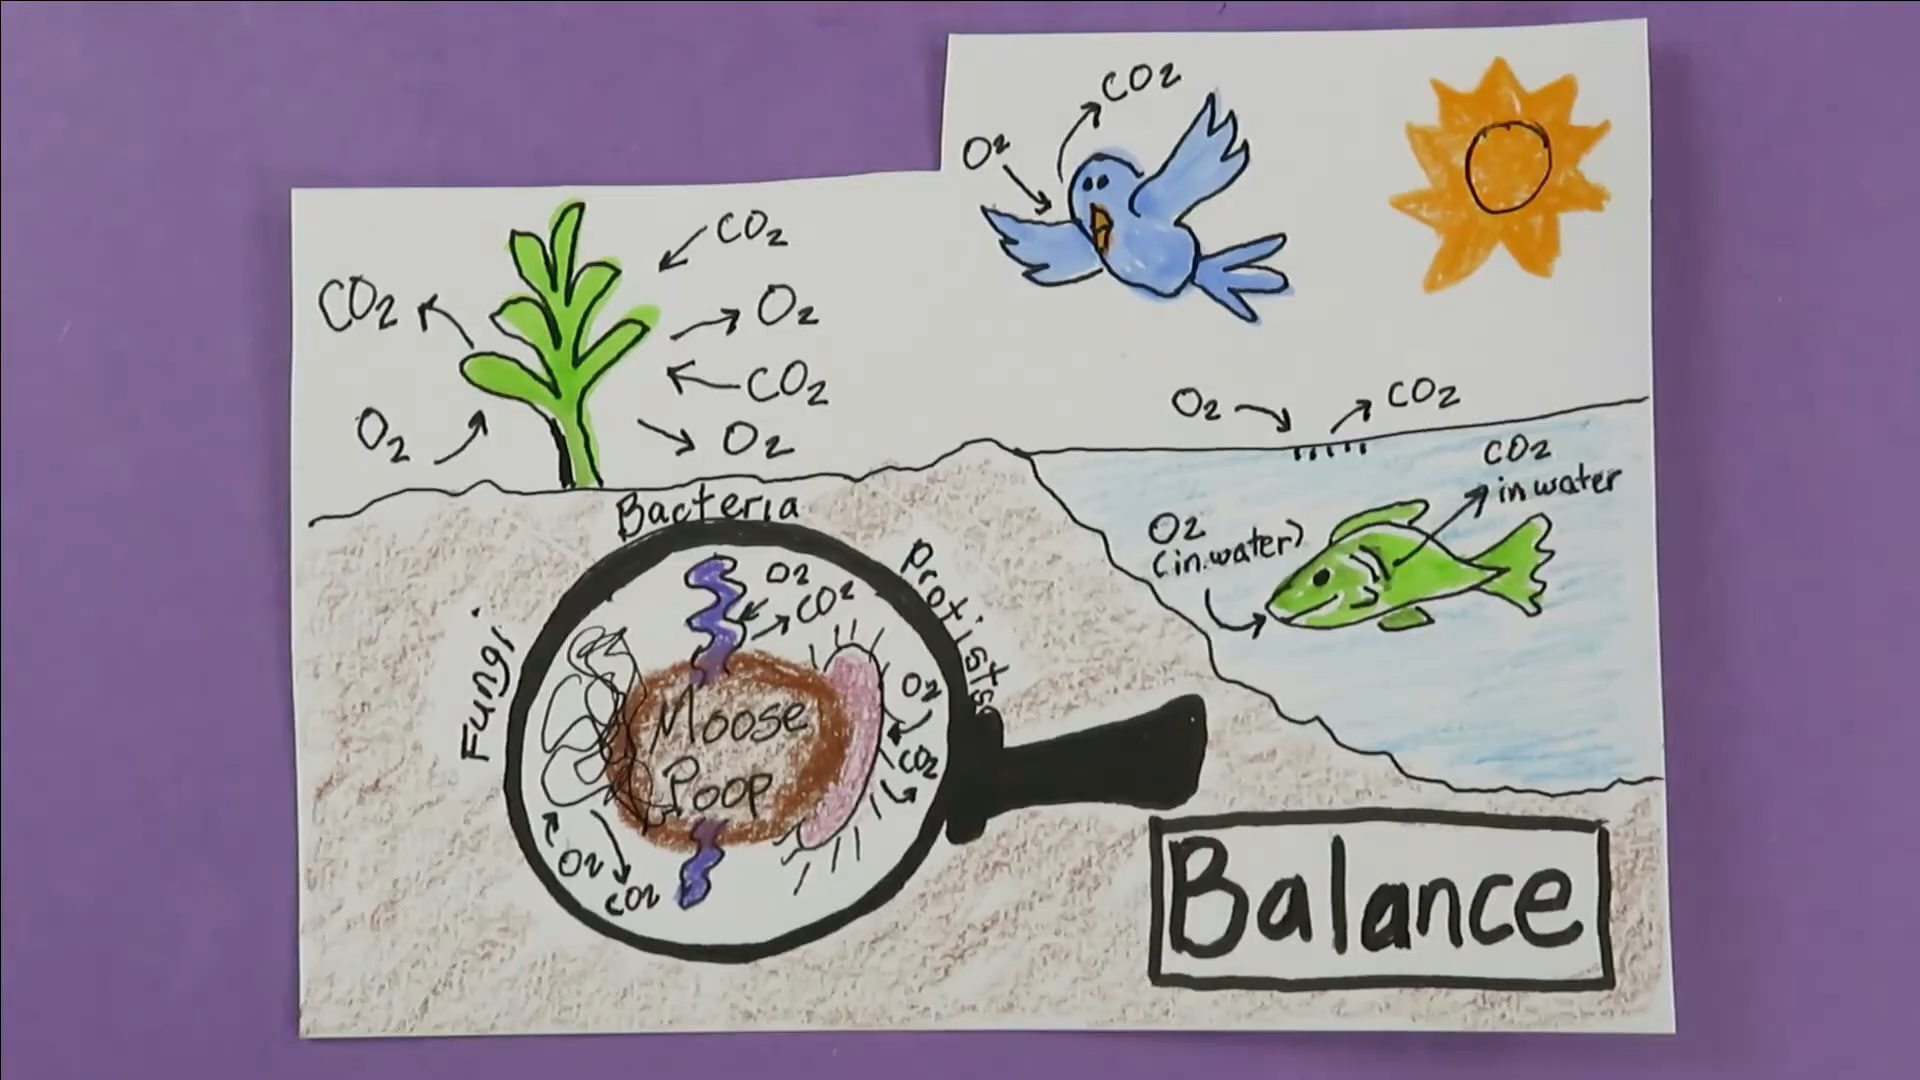 CO2
O2
CO2
CO2
O2
CO2
O2
CO2
O2
O2
CO2
CO2
in water
O2
(in water)
Bacteria
Fungi
Protists
O2
CO2
O2
CO2
Moose
Poop
O2
CO2
Balance